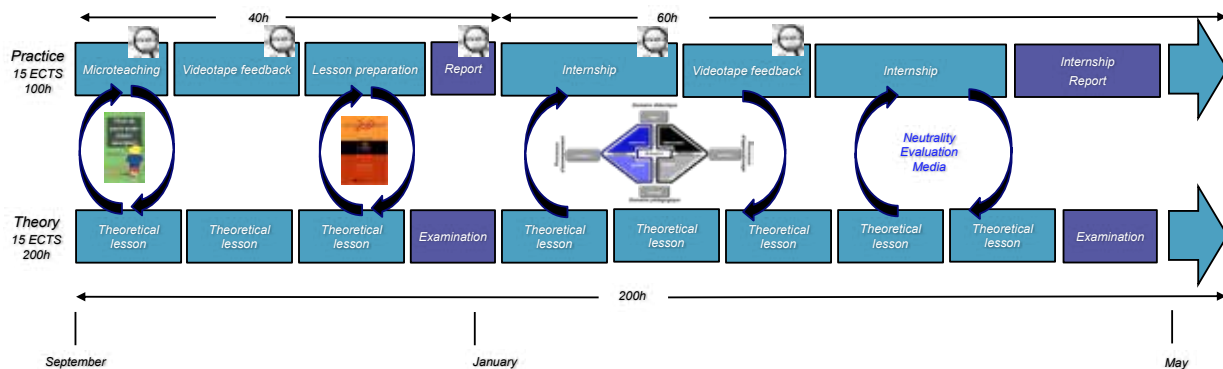 40h
60h
Practice
15 ECTS
100h
Microteaching
Videotape feedback
Lesson preparation
Report
Internship
Videotape feedback
Internship
Internship
Report
Neutrality
Evaluation
Media
Theory
15 ECTS
200h
Theoretical
lesson
Theoretical
lesson
Theoretical
lesson
Examination
Theoretical
lesson
Theoretical
lesson
Theoretical
lesson
Theoretical
lesson
Theoretical
lesson
Examination
200h
September
January
May